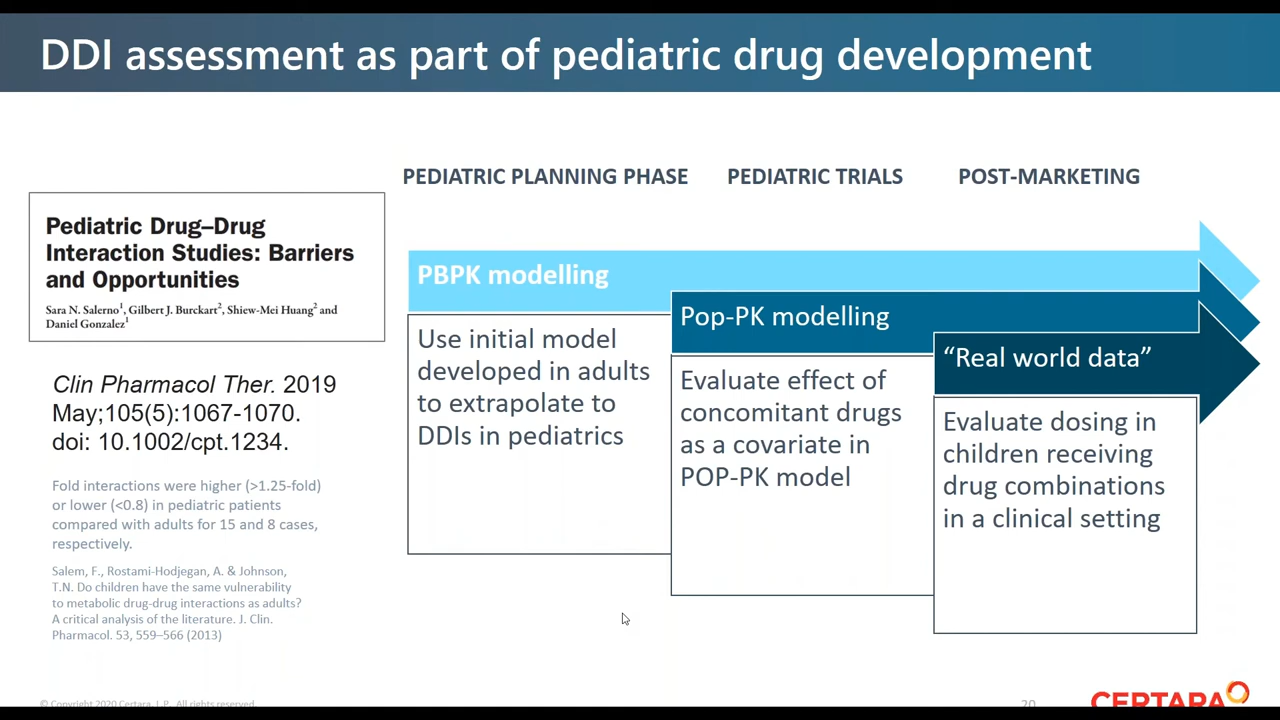 DDI assessment as part of pediatric drug development
PEDIATRIC PLANNING PHASE
PEDIATRIC TRIALS
POST-MARKETING
Pediatric Drug–Drug
Interaction Studies: Barriers
and Opportunities
Sara N. Salerno1, Gilbert J. Burckart2, Shiew-Mei Huang2 and
Daniel Gonzalez1
Clin Pharmacol Ther. 2019
May;105(5):1067-1070.
doi: 10.1002/cpt.1234.
Fold interactions were higher (>1.25-fold)
or lower (<0.8) in pediatric patients
compared with adults for 15 and 8 cases,
respectively.
Salem, F., Rostami-Hodjegan, A. & Johnson,
T.N. Do children have the same vulnerability
to metabolic drug-drug interactions as adults?
A critical analysis of the literature. J. Clin.
Pharmacol. 53, 559–566 (2013)
PBPK modelling
Use initial model
developed in adults
to extrapolate to
DDIs in pediatrics
Pop-PK modelling
Evaluate effect of
concomitant drugs
as a covariate in
POP-PK model
“Real world data”
Evaluate dosing in
children receiving
drug combinations
in a clinical setting
© Copyright 2020 Certara, L.P. All rights reserved.
20
CERTARA